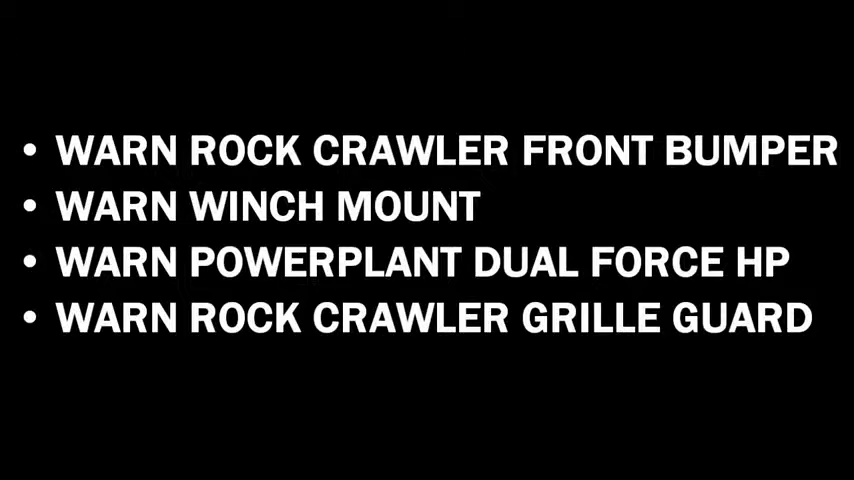 • WARN ROCK CRAWLER FRONT BUMPER
• WARN WINCH MOUNT
• WARN POWERPLANT DUAL FORCE HP
• WARN ROCK CRAWLER GRILLE GUARD